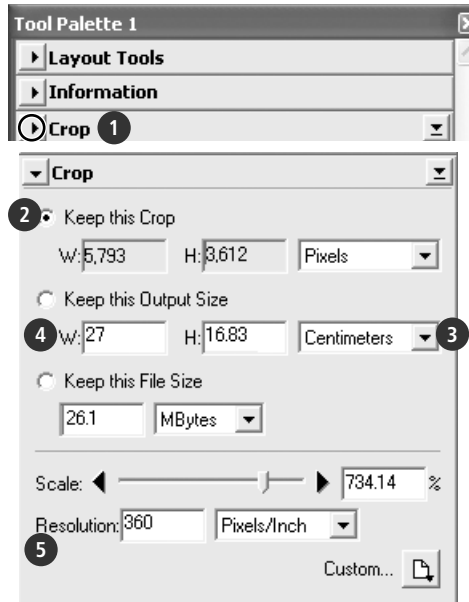 Tool Palette 1
Layout Tools
Information
Crop 1
Crop
2 Keep this Crop
W: 5,793 H: 3,612 Pixels
Keep this Output Size
4 W: 27 H: 16.83 Centimeters 3
Keep this File Size
26.1 MBytes
Scale: 734.14 %
Resolution: 360 Pixels/Inch
5
Custom...